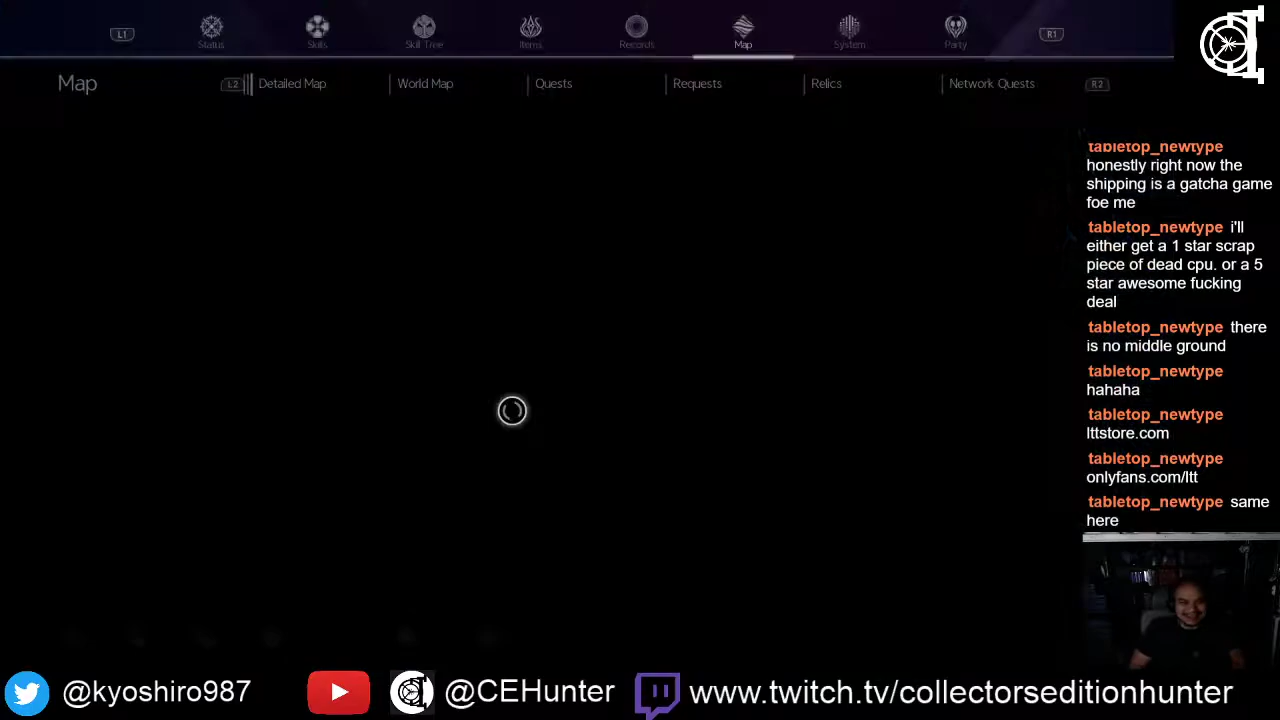 L1 Status Skills Skill Tree Items Records Map System Party R1
Map L2 Detailed Map World Map Quests Requests Relics Network Quests R2
tabletop_newtype
honestly right now the
shipping is a gatcha game
foe me
tabletop_newtype i'll
either get a 1 star scrap
piece of dead cpu. or a 5
star awesome fucking
deal
tabletop_newtype there
is no middle ground
tabletop_newtype
hahaha
tabletop_newtype
lttstore.com
tabletop_newtype
onlyfans.com/ltt
tabletop_newtype same
here
@kyoshiro987 @CEHunter www.twitch.tv/collectorseditionhunter